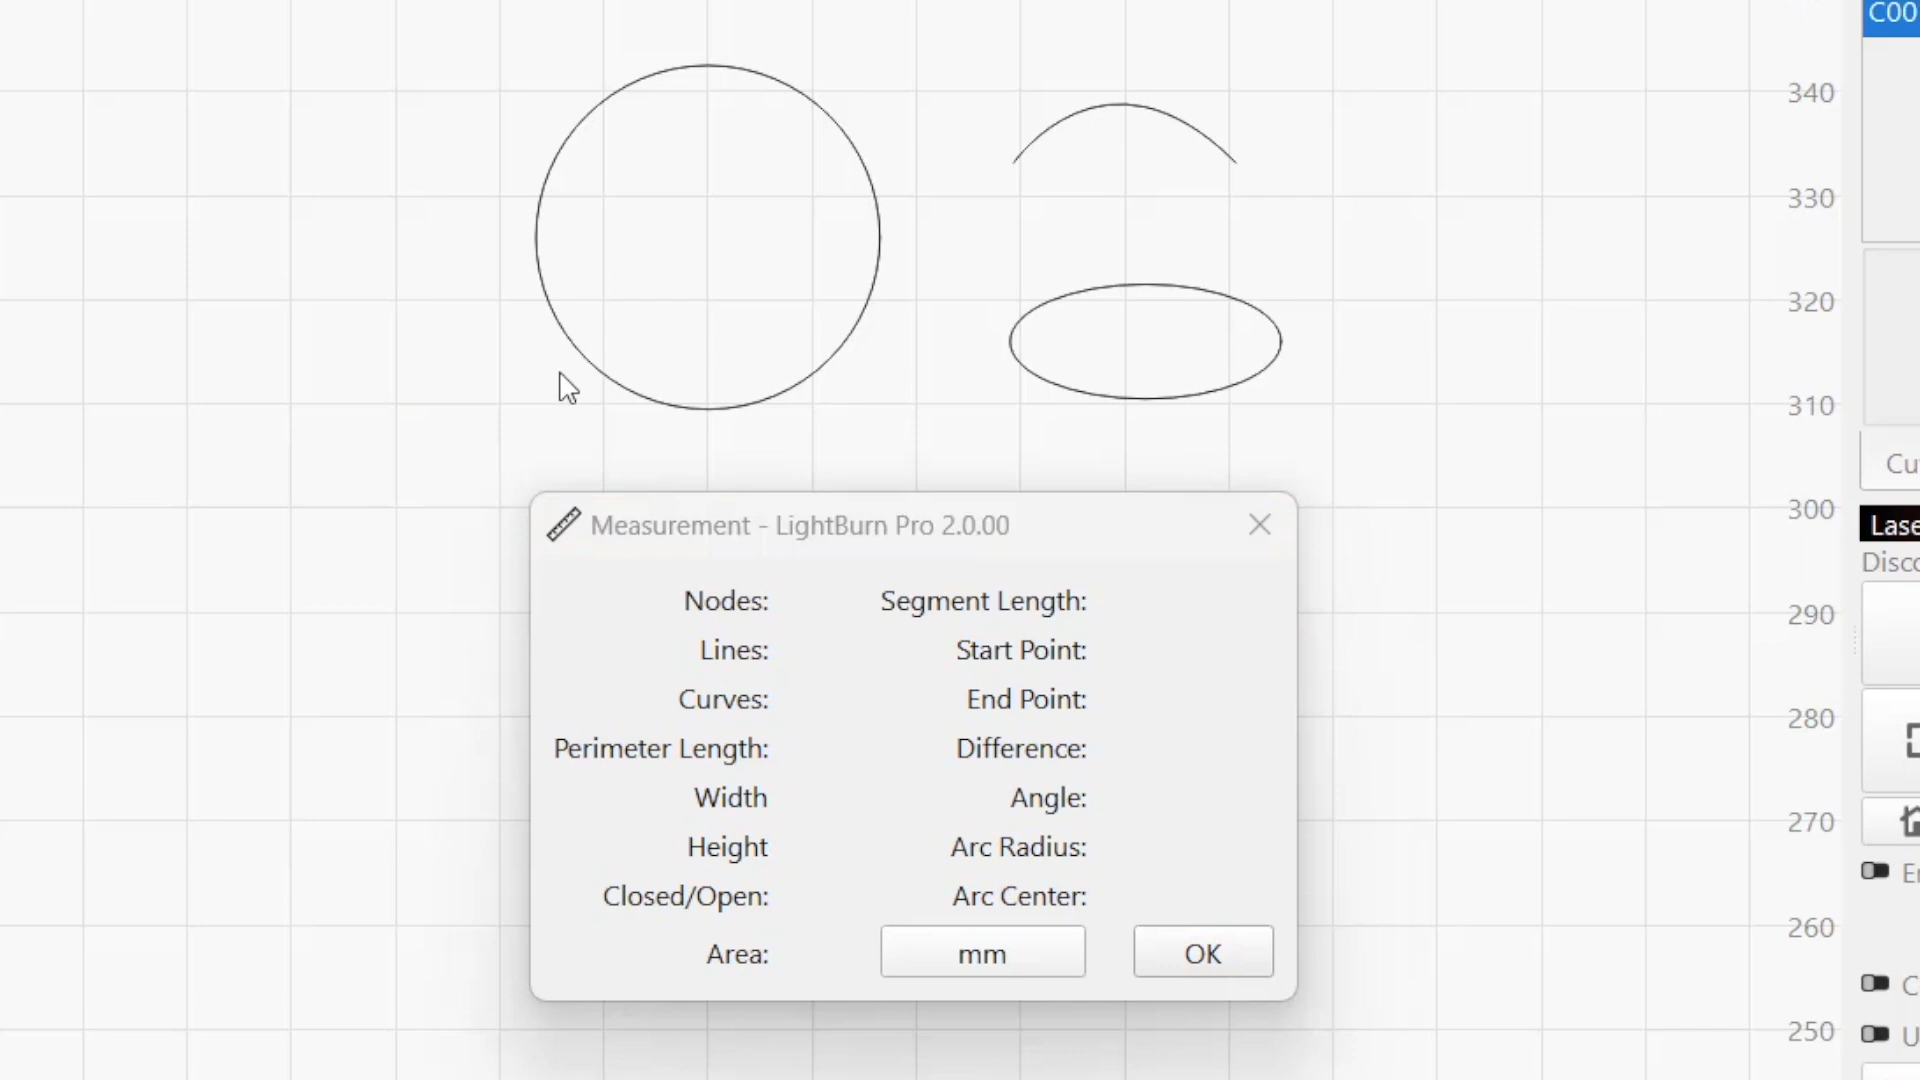 C00
340
330
320
310
Cu
300
Measurement - LightBurn Pro 2.0.00
Lase
Disco
Nodes:
Segment Length:
290
Lines:
Start Point:
Curves:
End Point:
280
Perimeter Length:
Difference:
Width
Angle:
270
Height
Arc Radius:
Closed/Open:
Arc Center:
260
Area:
mm
OK
250